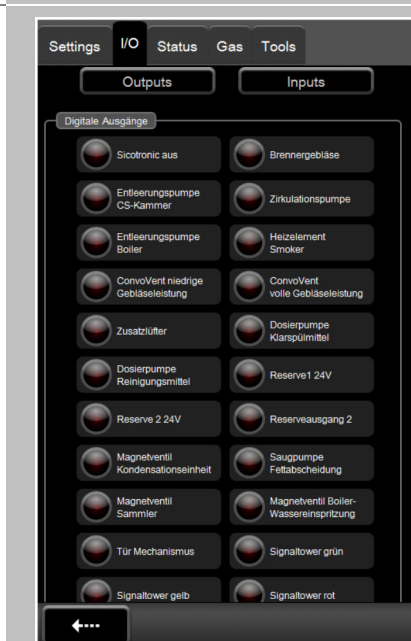 Settings I/O Status Gas Tools
Outputs Inputs
Digitale Ausgänge
Sicotronic aus
Brennergebläse
Entleerungspumpe
CS-Kammer
Zirkulationspumpe
Entleerungspumpe
Boiler
Heizelement
Smoker
ConvoVent niedrige
Gebläseleistung
ConvoVent
volle Gebläseleistung
Zusatzlüfter
Dosierpumpe
Klarspülmittel
Dosierpumpe
Reinigungsmittel
Reserve1 24V
Reserve 2 24V
Reserveausgang 2
Magnetventil
Kondensationseinheit
Saugpumpe
Fettabscheidung
Magnetventil
Sammler
Magnetventil Boiler-
Wassereinspritzung
Tür Mechanismus
Signaltower grün
Signaltower gelb
Signaltower rot